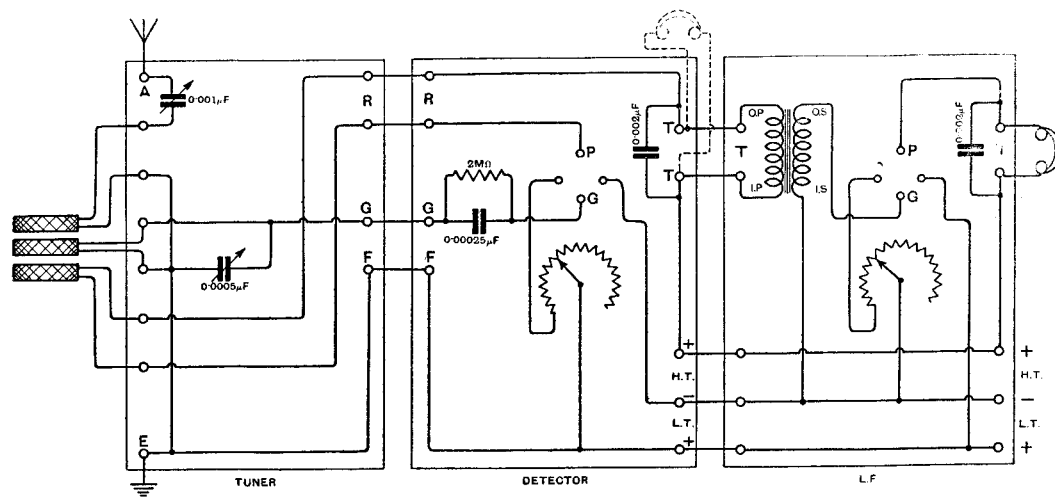 A
0·001µF
0·0005µF
E
TUNER
R
G
F
R
G
F
2MΩ
0·00025µF
P
G
0·002µF
T
T
+
H.T.
−
L.T.
+
DETECTOR
O.P
T
I.P
O.S
I.S
P
G
0·002µF
+
H.T.
−
L.T.
+
L.F